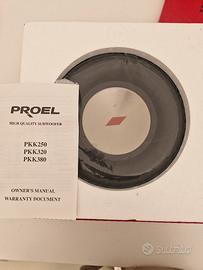 PROEL
HIGH QUALITY SUBWOOFER
PKK250
PKK320
PKK380
OWNER'S MANUAL
WARRANTY DOCUMENT
subito